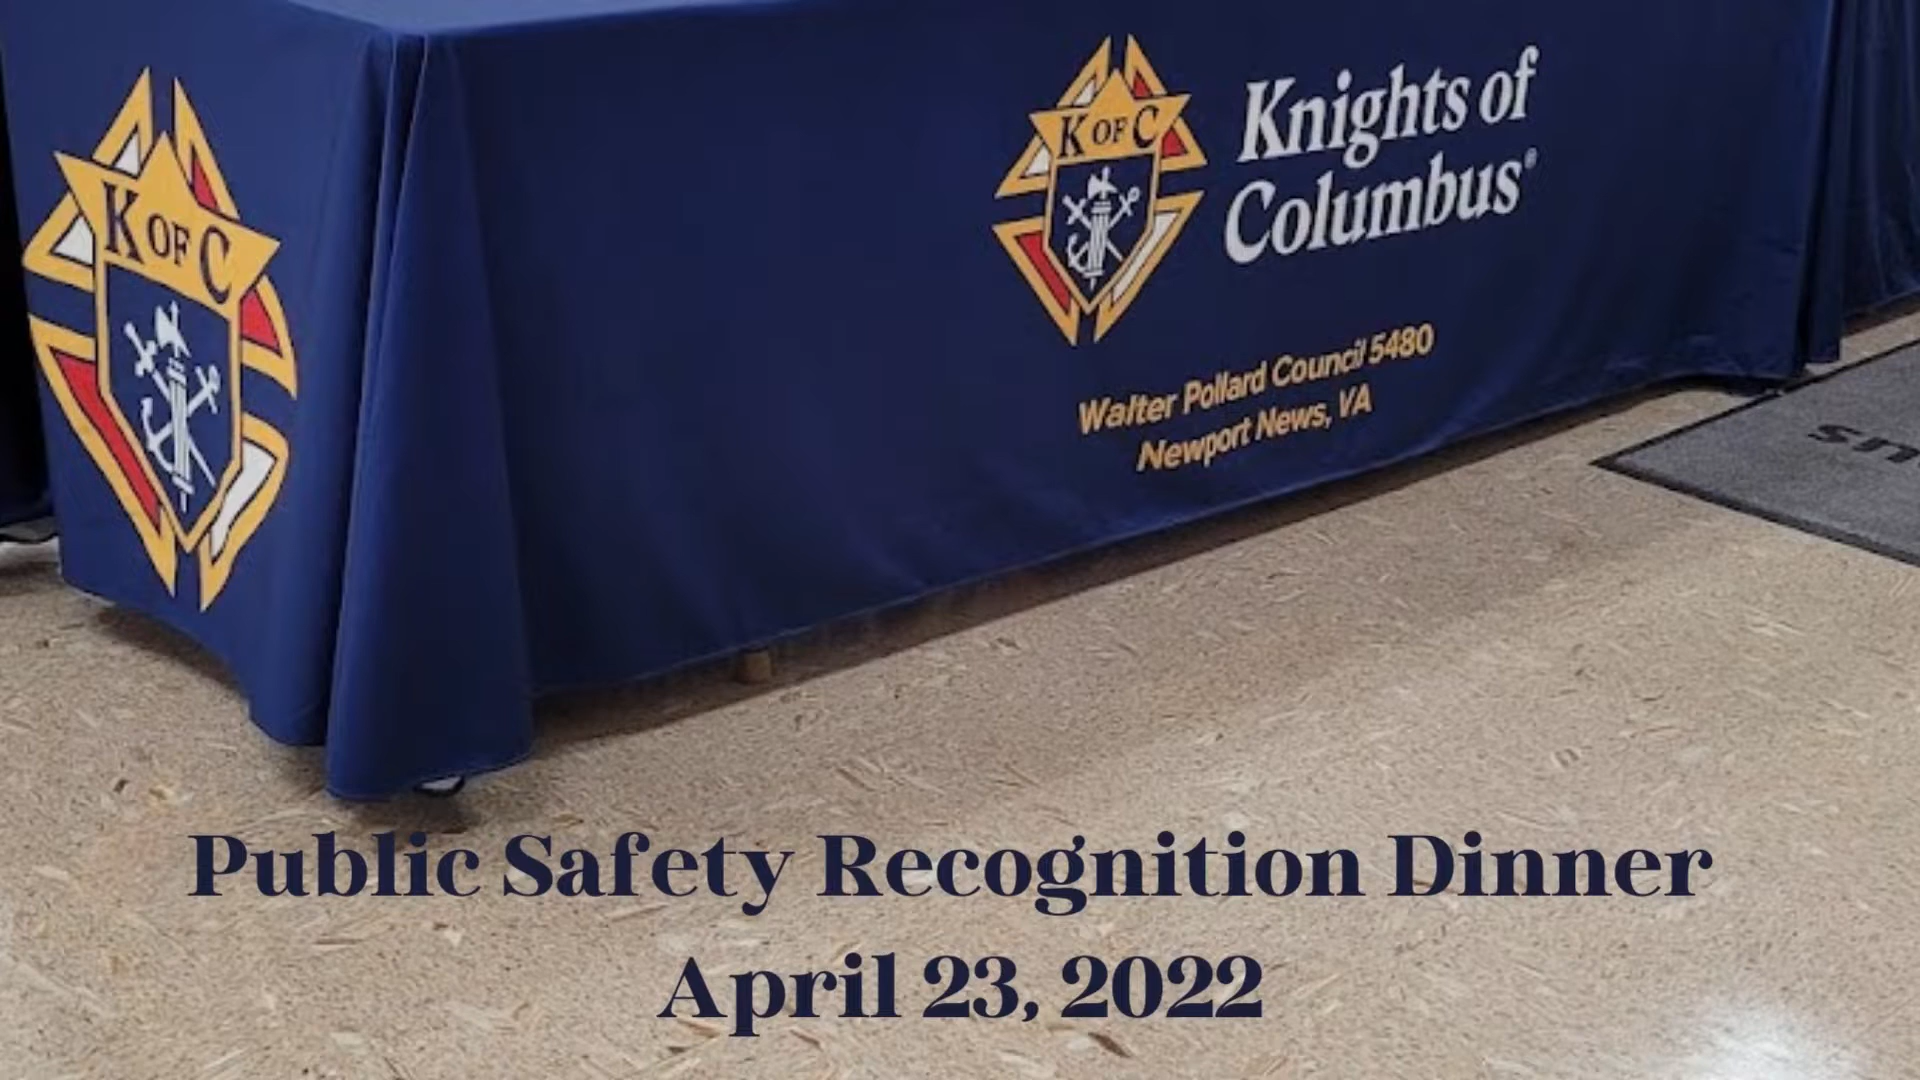 K OF C
K OF C
Knights of
Columbus®
Walter Pollard Council 5480
Newport News, VA
Public Safety Recognition Dinner
April 23, 2022